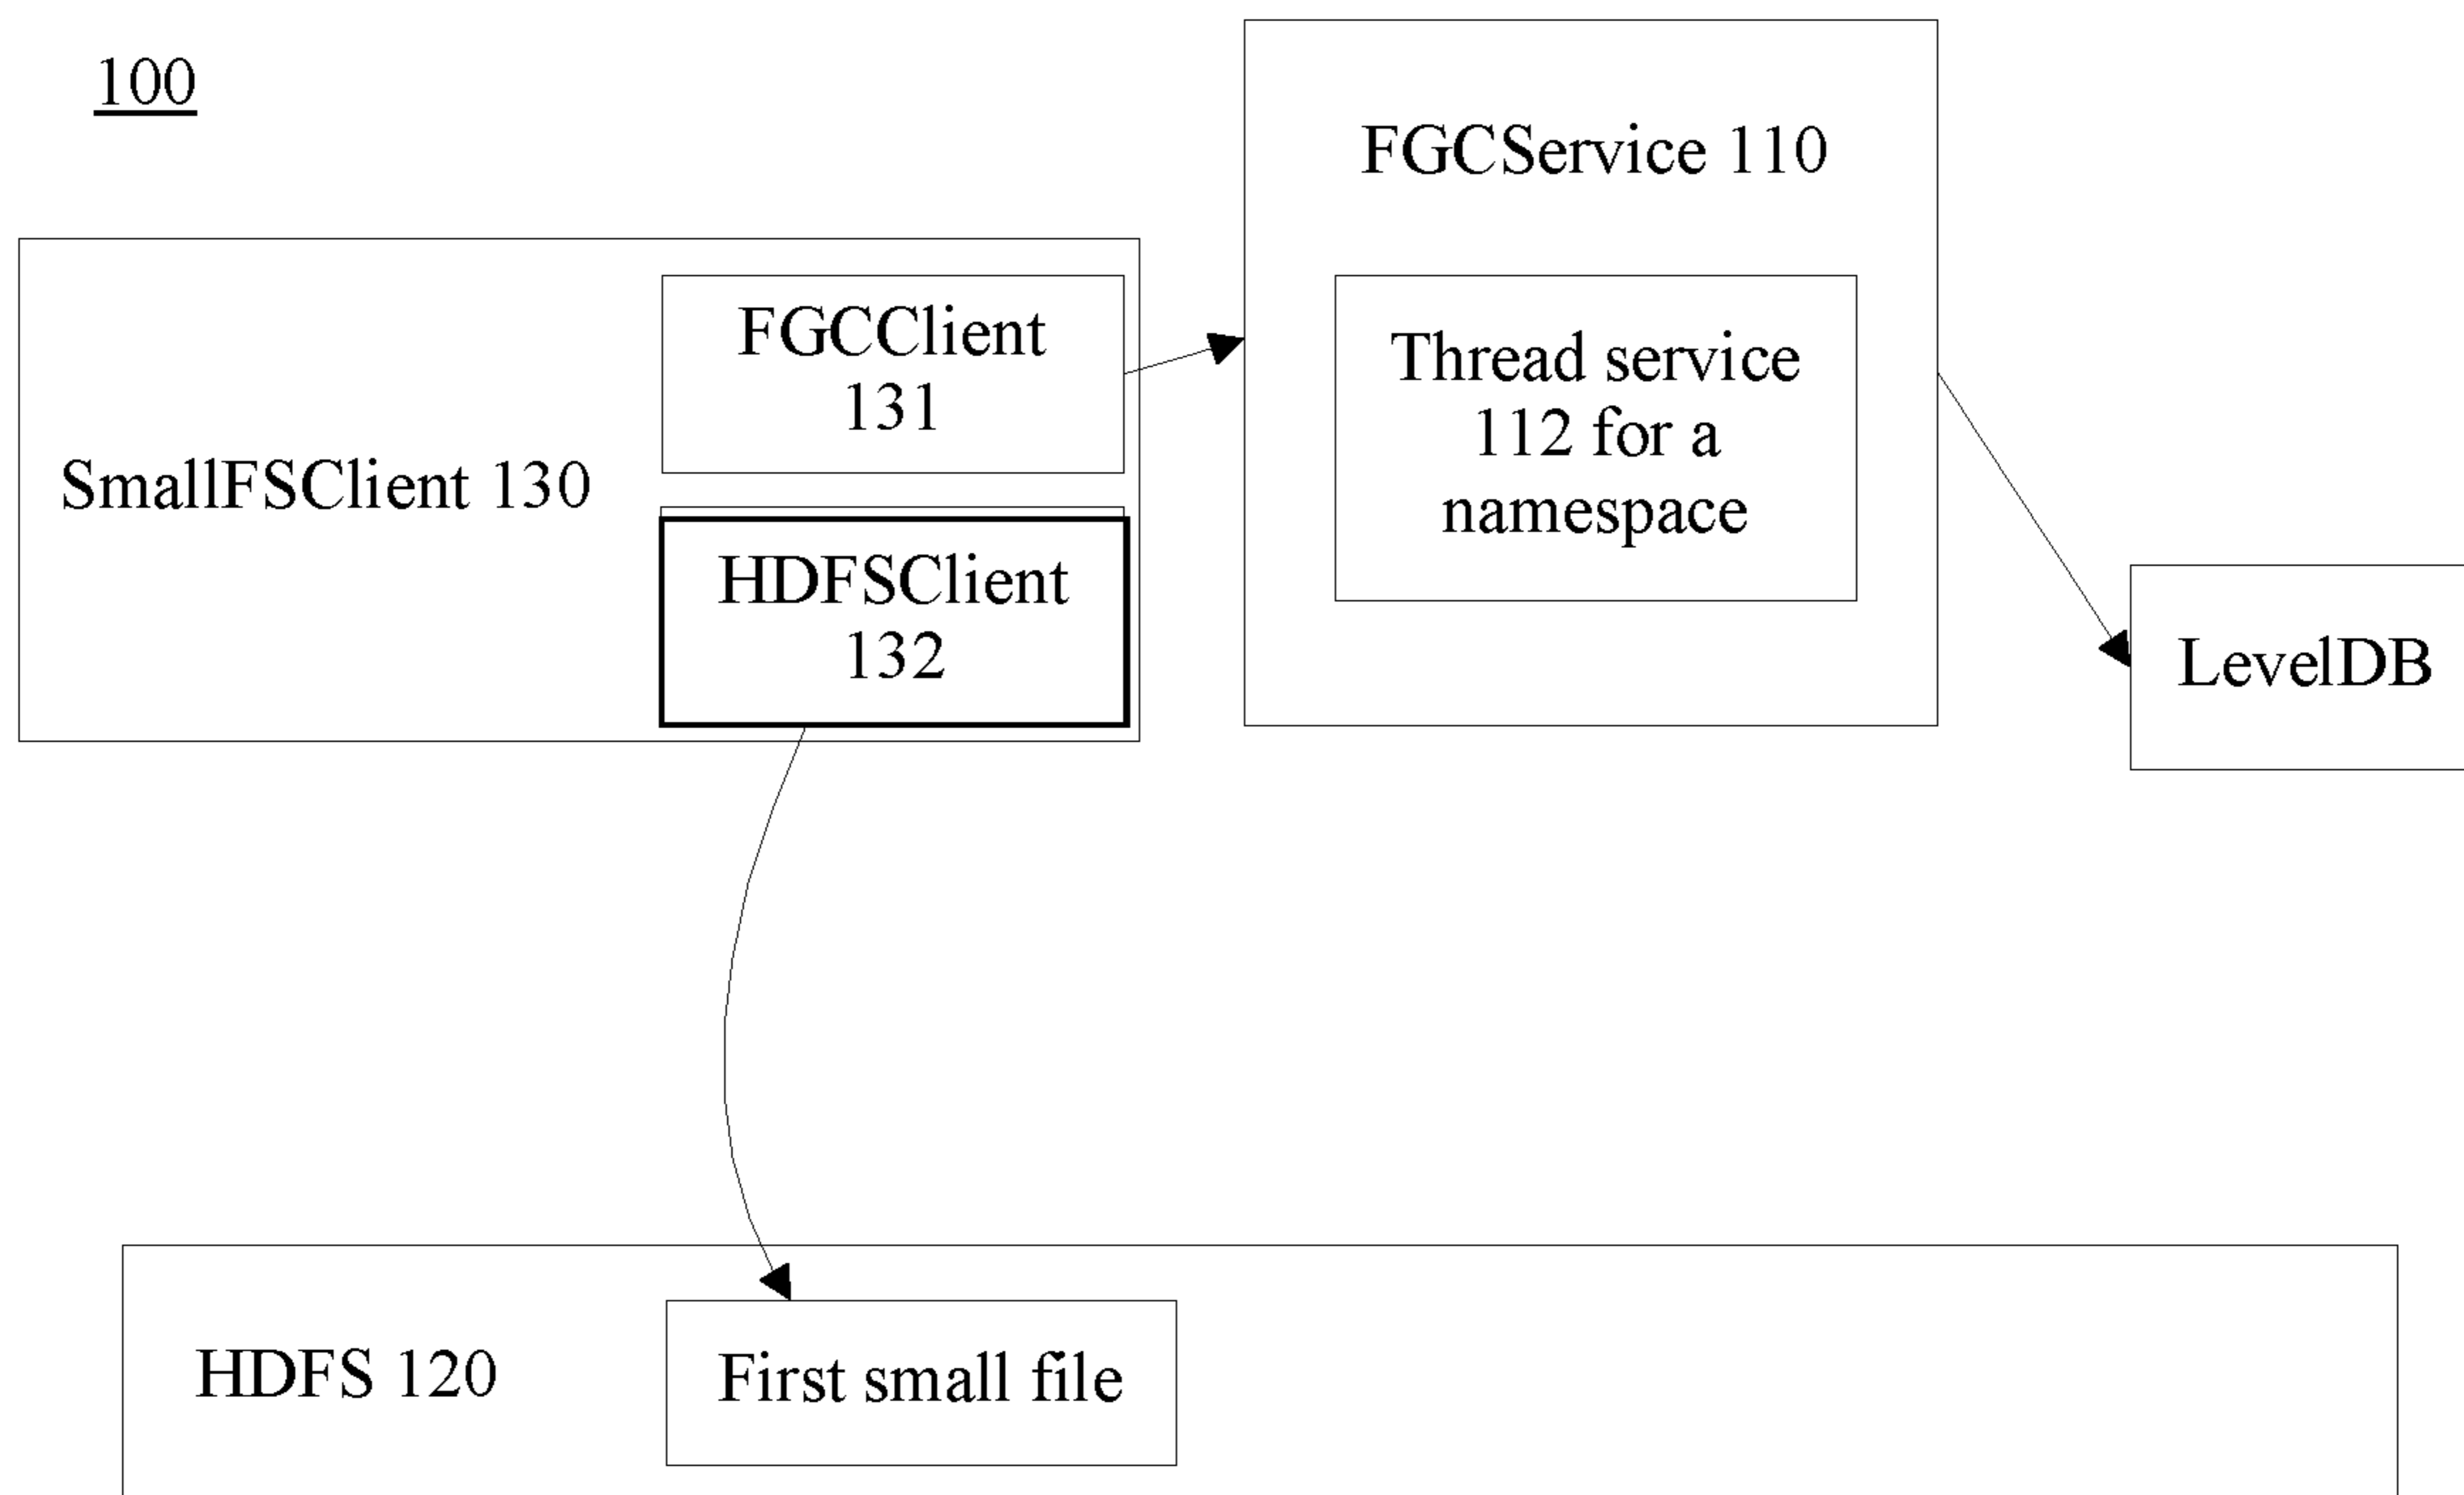 100
FGCService 110
FGCClient
131
Thread service
112 for a
namespace
SmallFSClient 130
HDFSClient
132
LevelDB
HDFS 120
First small file